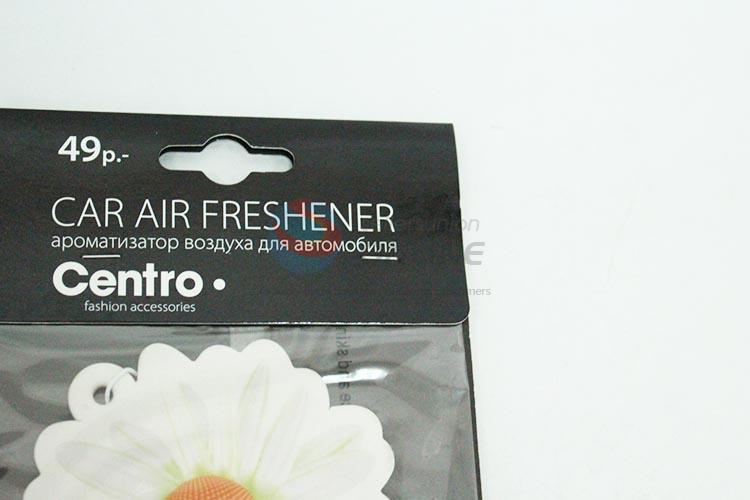 49р.-
CAR AIR FRESHENER
ароматизатор воздуха для автомобиля
Centro
fashion accessories